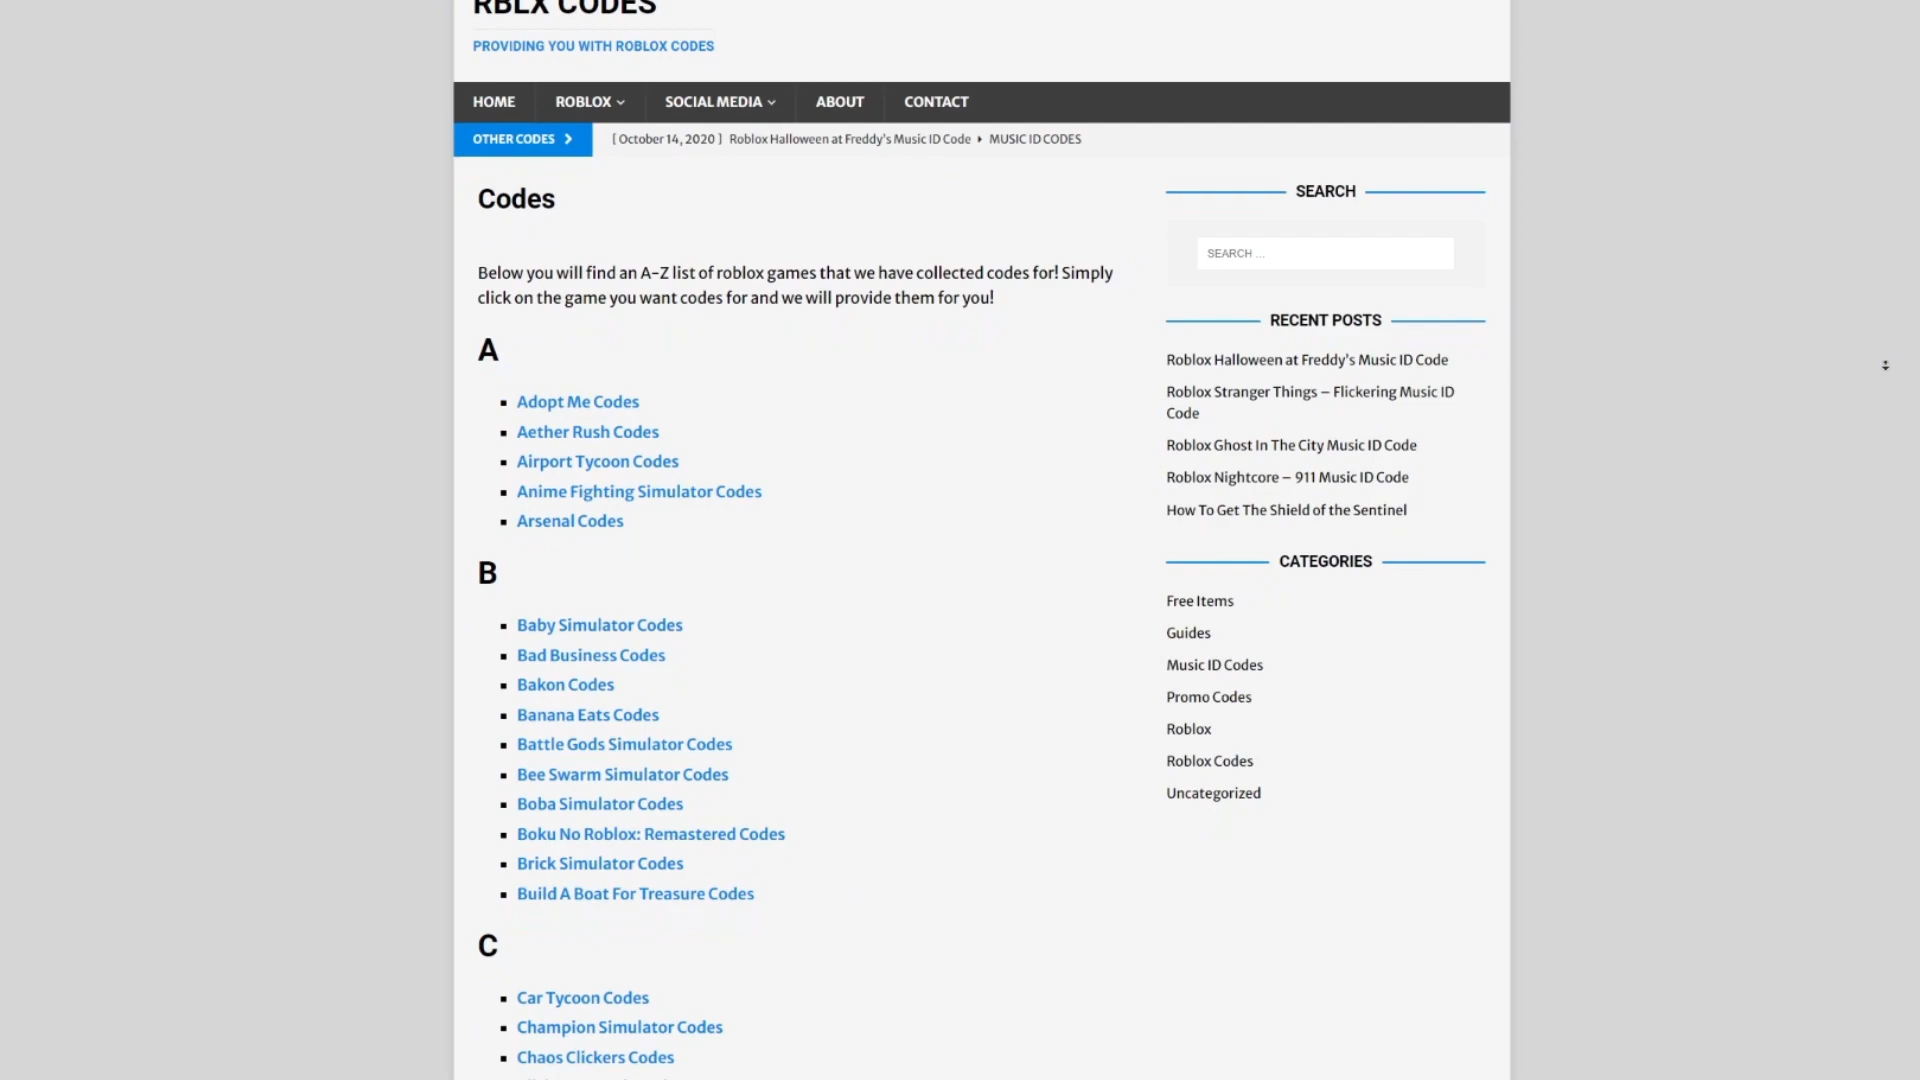 RBLX CODES
PROVIDING YOU WITH ROBLOX CODES
HOME ROBLOX SOCIAL MEDIA ABOUT CONTACT
OTHER CODES [ October 14, 2020 ] Roblox Halloween at Freddy's Music ID Code MUSIC ID CODES
Codes
Below you will find an A-Z list of roblox games that we have collected codes for! Simply
click on the game you want codes for and we will provide them for you!
A
Adopt Me Codes
Aether Rush Codes
Airport Tycoon Codes
Anime Fighting Simulator Codes
Arsenal Codes
B
Baby Simulator Codes
Bad Business Codes
Bakon Codes
Banana Eats Codes
Battle Gods Simulator Codes
Bee Swarm Simulator Codes
Boba Simulator Codes
Boku No Roblox: Remastered Codes
Brick Simulator Codes
Build A Boat For Treasure Codes
C
Car Tycoon Codes
Champion Simulator Codes
Chaos Clickers Codes
SEARCH
SEARCH ...
RECENT POSTS
Roblox Halloween at Freddy's Music ID Code
Roblox Stranger Things – Flickering Music ID
Code
Roblox Ghost In The City Music ID Code
Roblox Nightcore – 911 Music ID Code
How To Get The Shield of the Sentinel
CATEGORIES
Free Items
Guides
Music ID Codes
Promo Codes
Roblox
Roblox Codes
Uncategorized